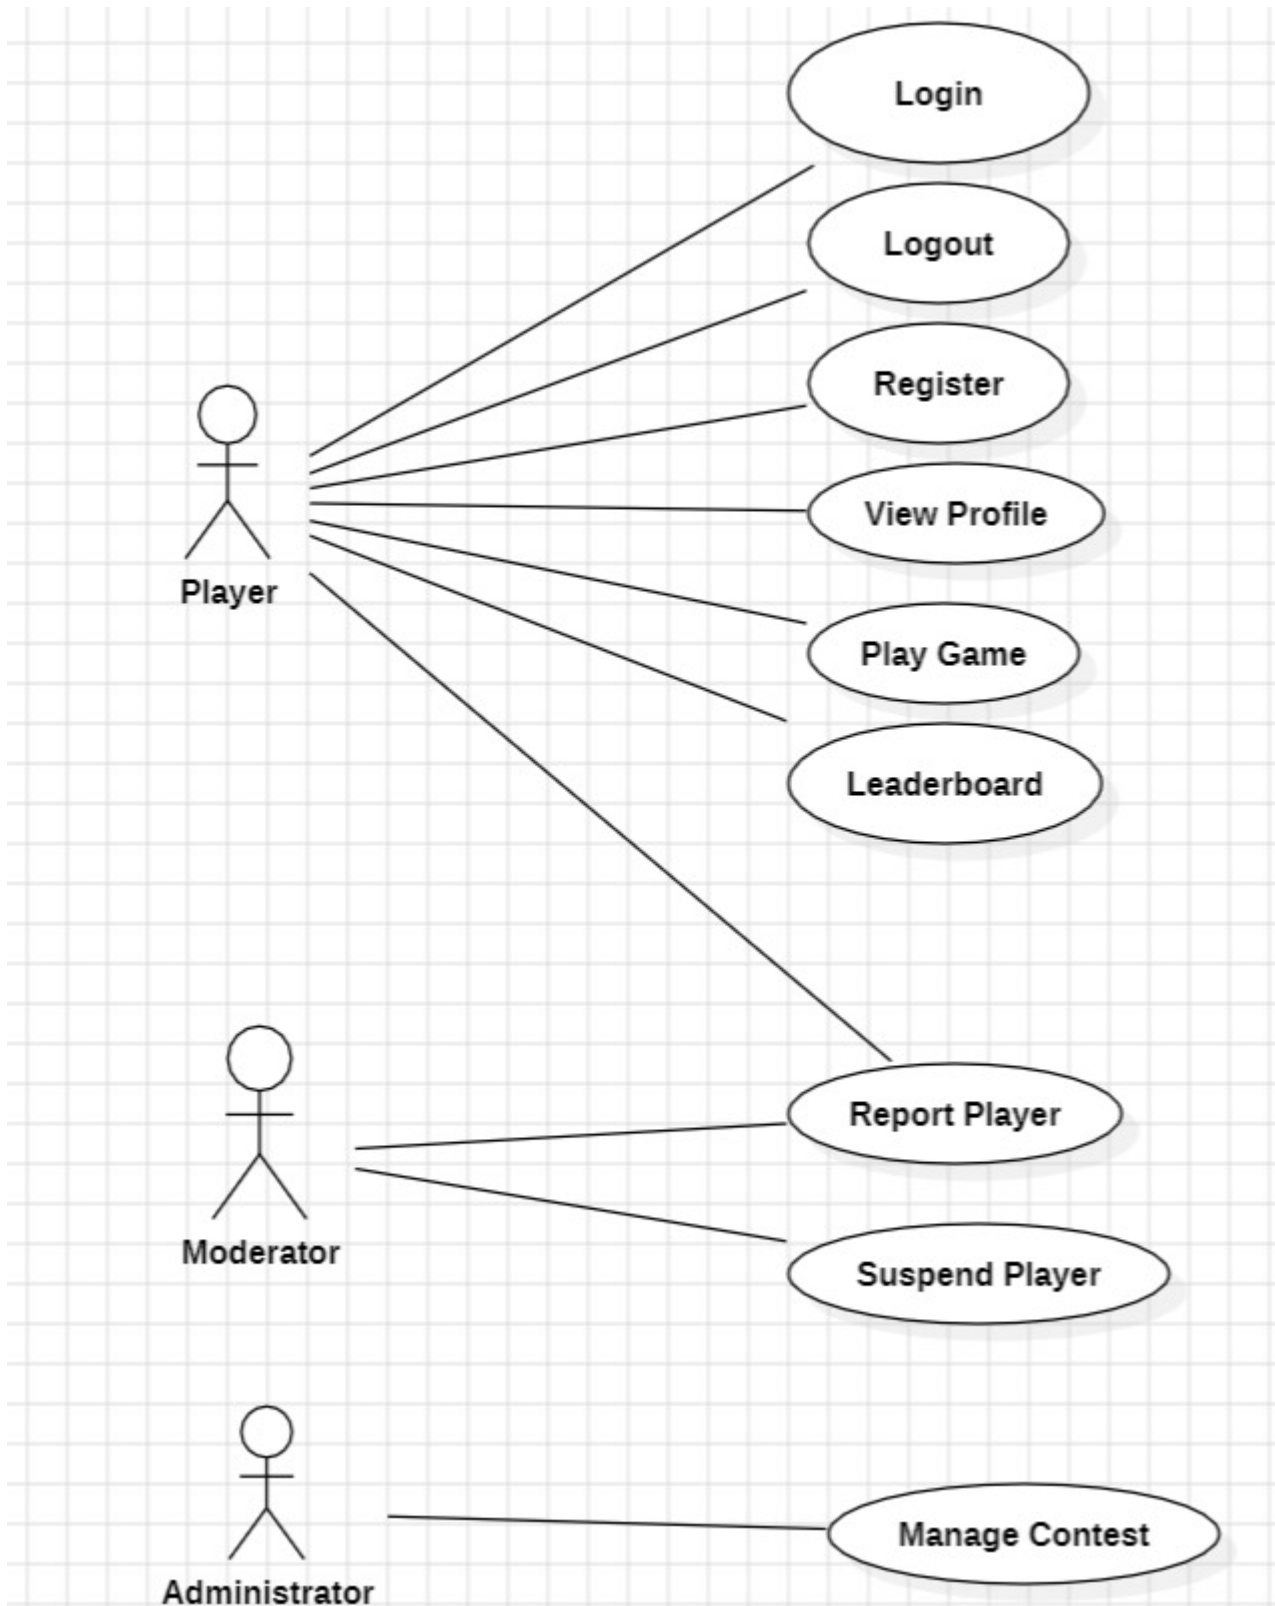 Login
Logout
Register
View Profile
Player
Play Game
Leaderboard
Report Player
Moderator
Suspend Player
Manage Contest
Administrator